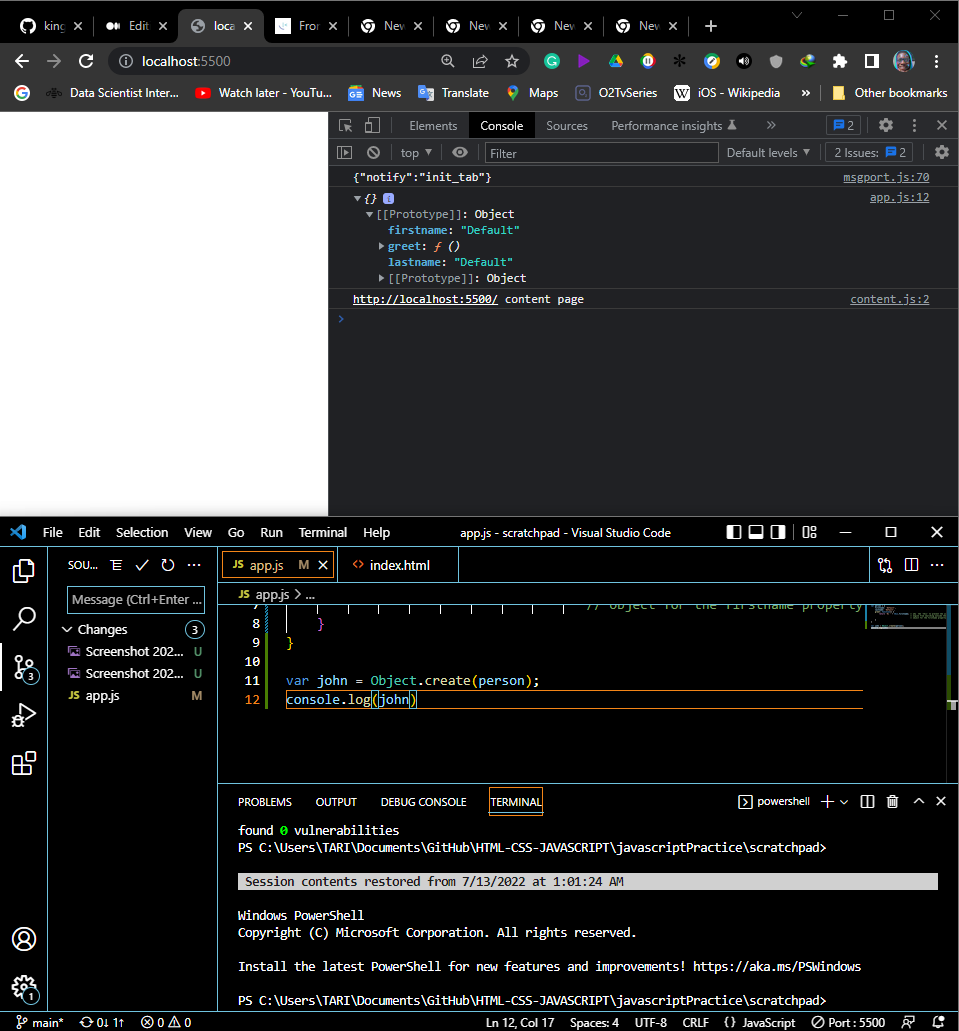 king
Edit
loca
Fror
Nev
Nev
Nev
Nev
localhost:5500
Data Scientist Inter...
Watch later - YouTu...
News
Translate
Maps
O2TvSeries
iOS - Wikipedia
»
Other bookmarks
Elements
Console
Sources
Performance insights
»
2
top
Filter
Default levels
2 Issues:
2
{"notify":"init_tab"}
msgport.js:70
{}
app.js:12
[[Prototype]]: Object
firstname: "Default"
greet: ƒ ()
lastname: "Default"
[[Prototype]]: Object
http://localhost:5500/ content page
content.js:2
File Edit Selection View Go Run Terminal Help
app.js - scratchpad - Visual Studio Code
SOU...
JS app.js M
index.html
Message (Ctrl+Enter ...
JS app.js > ...
Changes
3
Screenshot 202... U
Screenshot 202... U
JS app.js M
3
// Object for the firstname property
8 }
9 }
10
11 var john = Object.create(person);
12 console.log(john)
PROBLEMS OUTPUT DEBUG CONSOLE TERMINAL
powershell
found 0 vulnerabilities
PS C:\Users\TARI\Documents\GitHub\HTML-CSS-JAVASCRIPT\javascriptPractice\scratchpad>
Session contents restored from 7/13/2022 at 1:01:24 AM
Windows PowerShell
Copyright (C) Microsoft Corporation. All rights reserved.
Install the latest PowerShell for new features and improvements! https://aka.ms/PSWindows
PS C:\Users\TARI\Documents\GitHub\HTML-CSS-JAVASCRIPT\javascriptPractice\scratchpad>
1
main* 0↓ 1↑ 0 0
Ln 12, Col 17 Spaces: 4 UTF-8 CRLF {} JavaScript Port : 5500